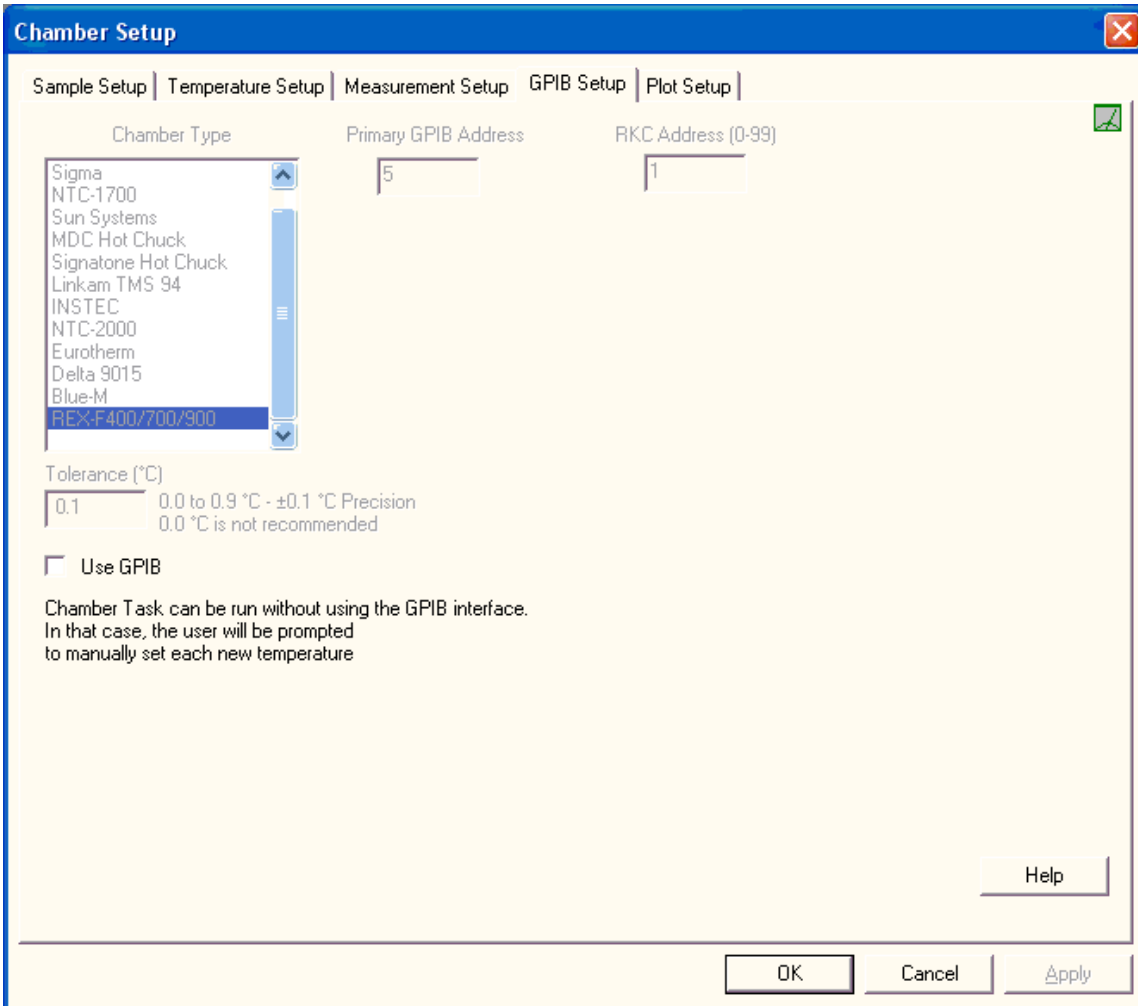 Chamber Setup
Sample Setup
Temperature Setup
Measurement Setup
GPIB Setup
Plot Setup
Chamber Type
Primary GPIB Address
RKC Address (0-99)
5
1
Sigma
NTC-1700
Sun Systems
MDC Hot Chuck
Signatone Hot Chuck
Linkam TMS 94
INSTEC
NTC-2000
Eurotherm
Delta 9015
Blue-M
REX-F400/700/900
Tolerance (°C)
0.1
0.0 to 0.9 °C - ±0.1 °C Precision
0.0 °C is not recommended
Use GPIB
Chamber Task can be run without using the GPIB interface.
In that case, the user will be prompted
to manually set each new temperature
Help
OK
Cancel
Apply